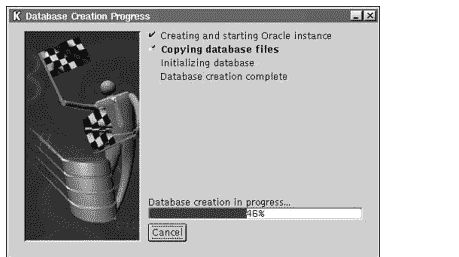 K Database Creation Progress
Creating and starting Oracle instance
Copying database files
Initializing database
Database creation complete
Database creation in progress...
46%
Cancel